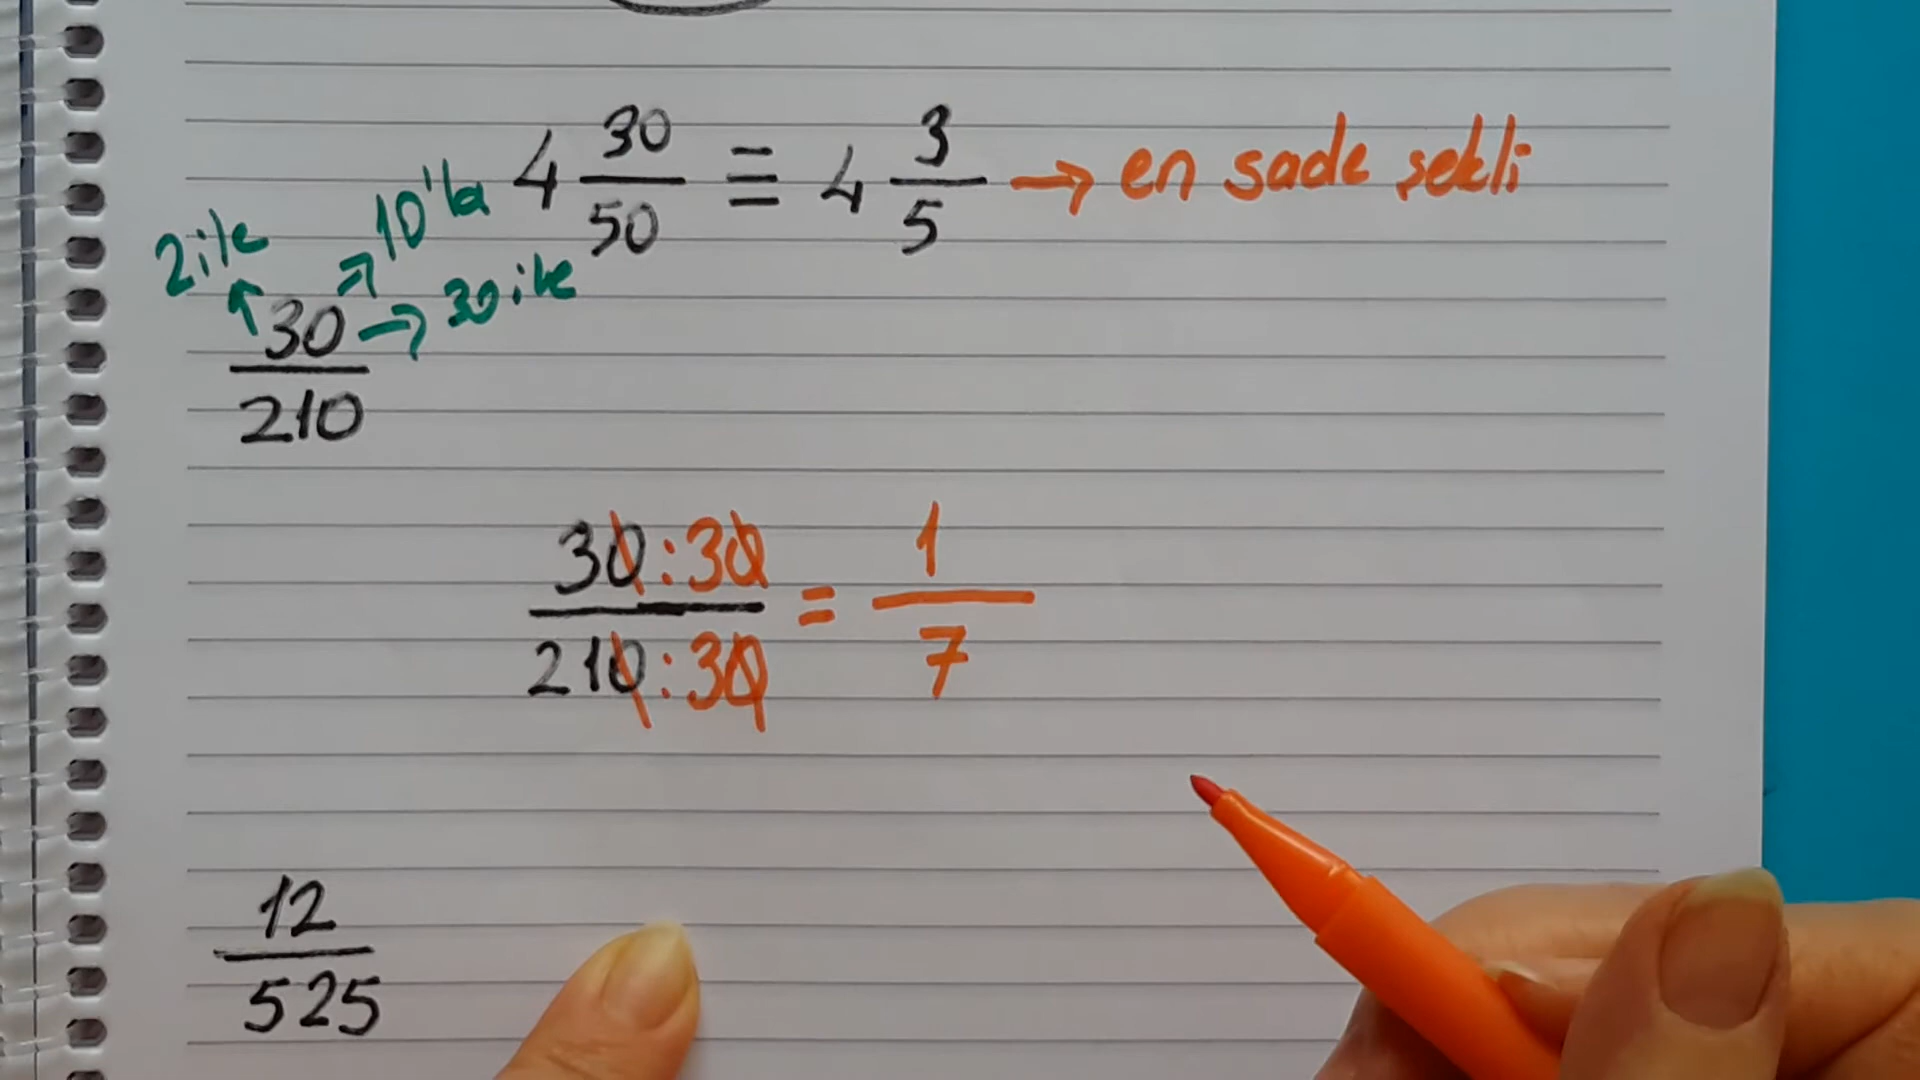 4 30/50 ≡ 4 3/5 → en sade şekli
2 ile
10'la
30 ile
30/210
30:30/210:30 = 1/7
12/525